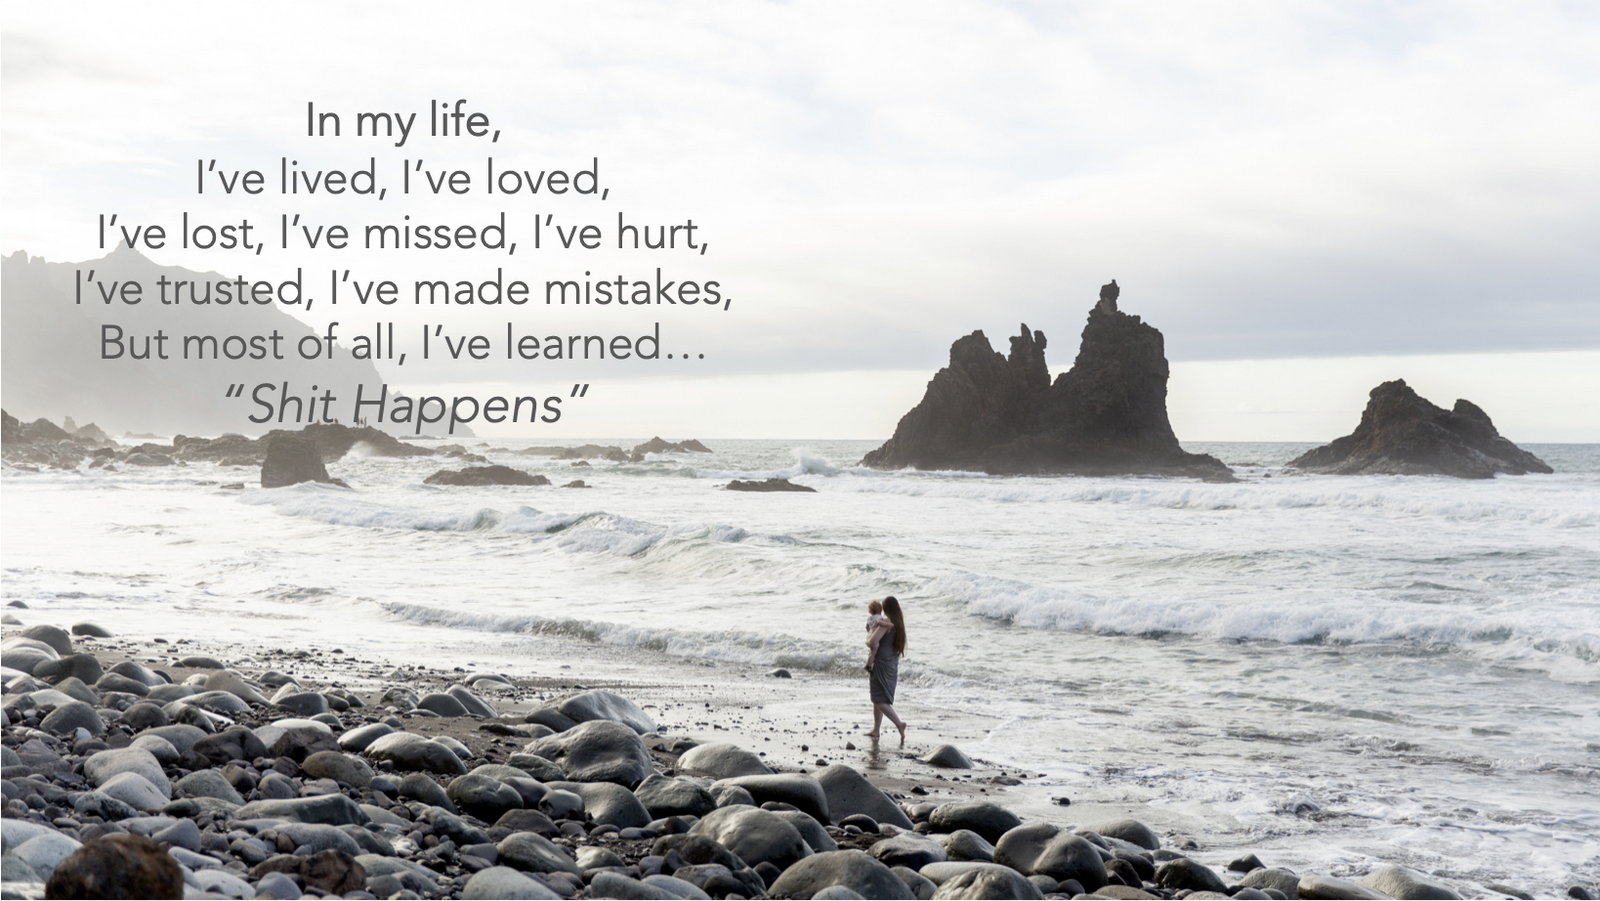 In my life,
I’ve lived, I’ve loved,
I’ve lost, I’ve missed, I’ve hurt,
I’ve trusted, I’ve made mistakes,
But most of all, I’ve learned…
“Shit Happens”